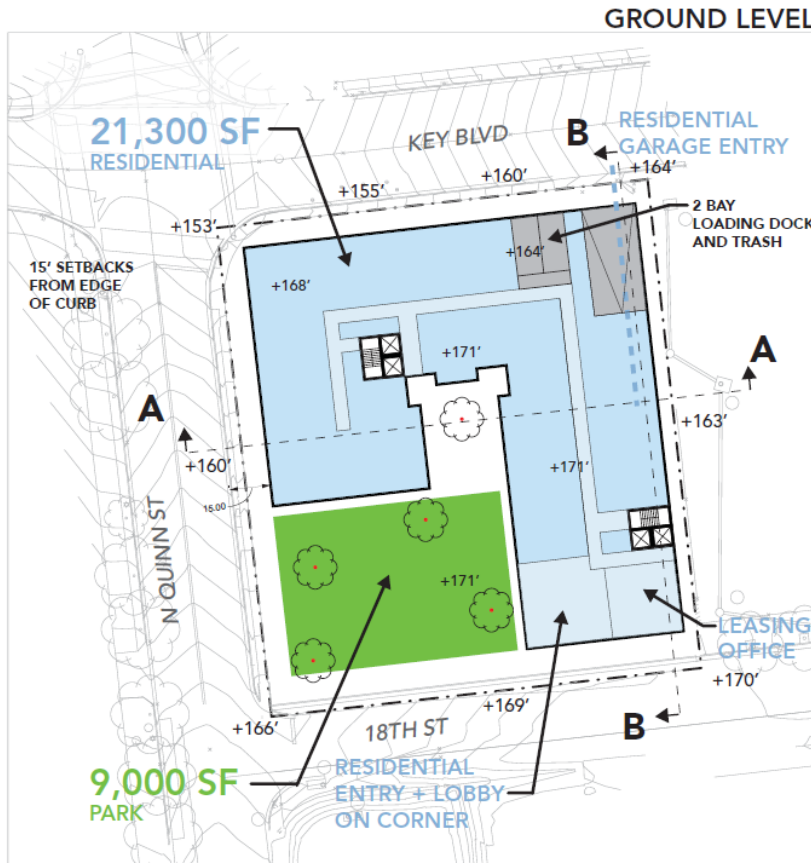 GROUND LEVEL
21,300 SF
RESIDENTIAL
KEY BLVD
B
RESIDENTIAL
GARAGE ENTRY
+164’
+160’
+155’
+153’
2 BAY
LOADING DOCK
AND TRASH
15’ SETBACKS
FROM EDGE
OF CURB
+164’
+168’
+171’
A
A
+163’
+160’
+171’
15.00
N QUINN ST
+171’
LEASING
OFFICE
+170’
+169’
+166’
18TH ST
B
9,000 SF
PARK
RESIDENTIAL
ENTRY + LOBBY
ON CORNER